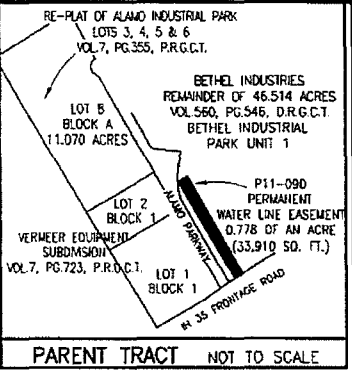 RE-PLAT OF ALAMO INDUSTRIAL PARK
LOTS 3, 4, 5 & 6
VOL.7, PG.355, P.R.G.C.T.
BETHEL INDUSTRIES
REMAINDER OF 46.514 ACRES
VOL.560, PG.546, D.R.G.C.T.
BETHEL INDUSTRIAL
PARK UNIT 1
LOT B
BLOCK A
11.070 ACRES
P11-090
PERMANENT
WATER LINE EASEMENT
0.778 OF AN ACRE
(33,910 SQ. FT.)
LOT 2
BLOCK 1
ALAMO PARKWAY
VERMEER EQUIPMENT
SUBDIVISION
VOL.7, PG.723, P.R.G.C.T.
LOT 1
BLOCK 1
IH 35 FRONTAGE ROAD
PARENT TRACT NOT TO SCALE